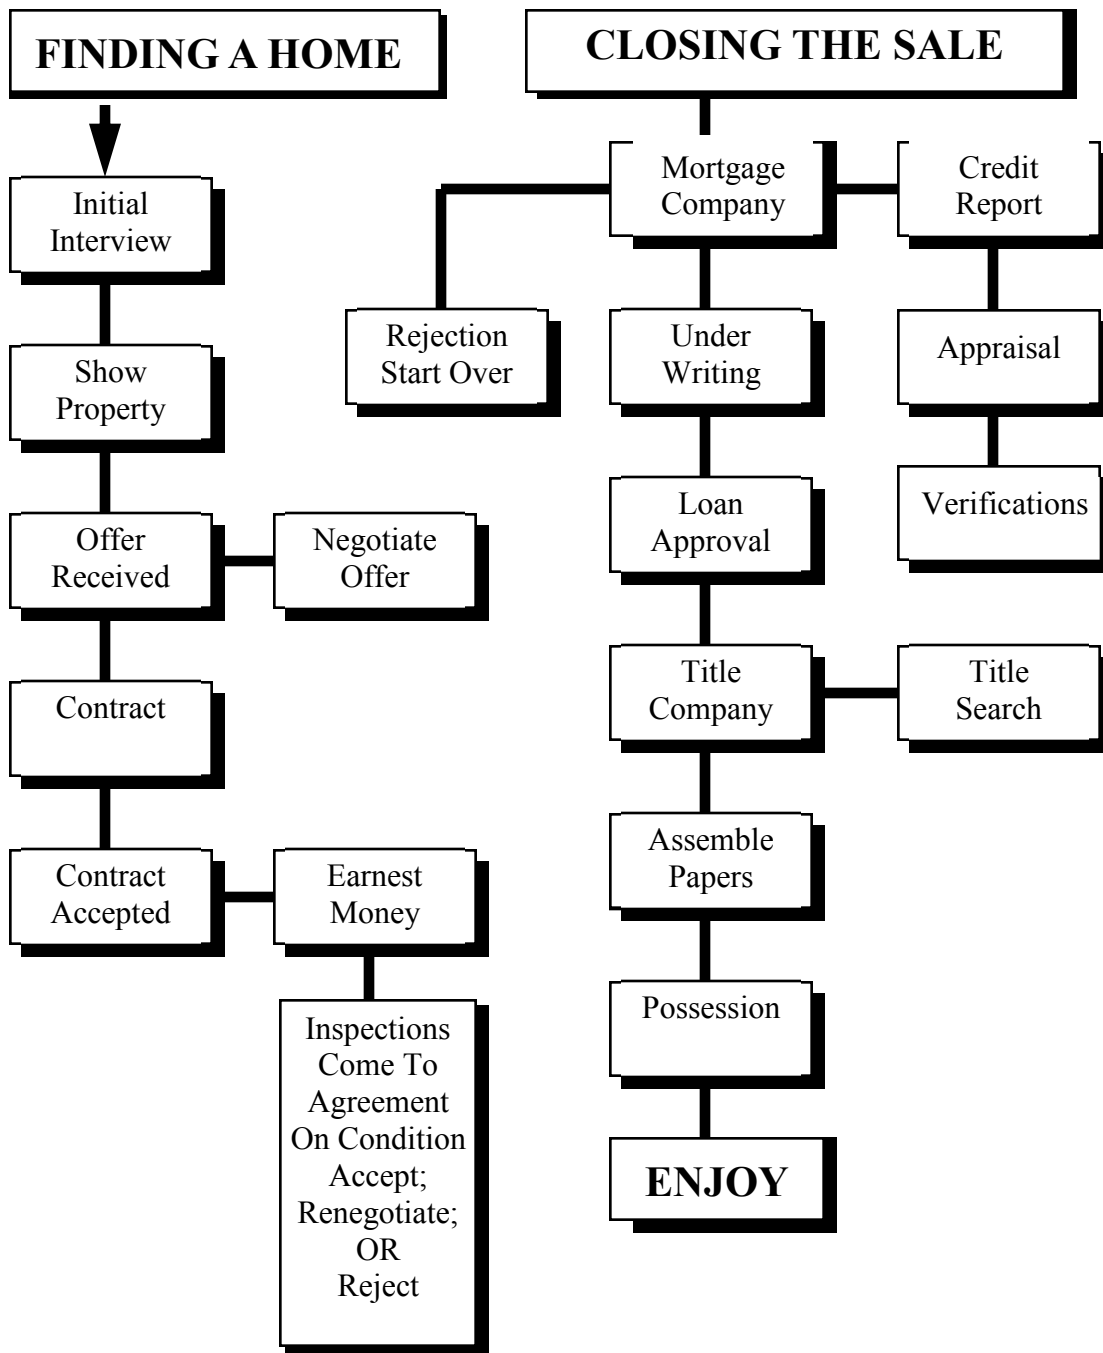 FINDING A HOME
Initial
Interview
Show
Property
Offer
Received
Negotiate
Offer
Contract
Contract
Accepted
Earnest
Money
Inspections
Come To
Agreement
On Condition
Accept;
Renegotiate;
OR
Reject
CLOSING THE SALE
Mortgage
Company
Credit
Report
Rejection
Start Over
Under
Writing
Appraisal
Loan
Approval
Verifications
Title
Company
Title
Search
Assemble
Papers
Possession
ENJOY